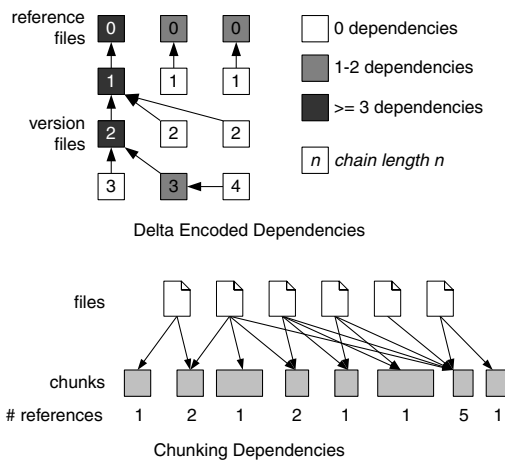 reference files
0 0 0
0 dependencies
1 1 1
1-2 dependencies
>= 3 dependencies
version files
2 2 2
n chain length n
3 3 4
Delta Encoded Dependencies
files
chunks
# references 1 2 1 2 1 1 5 1
Chunking Dependencies